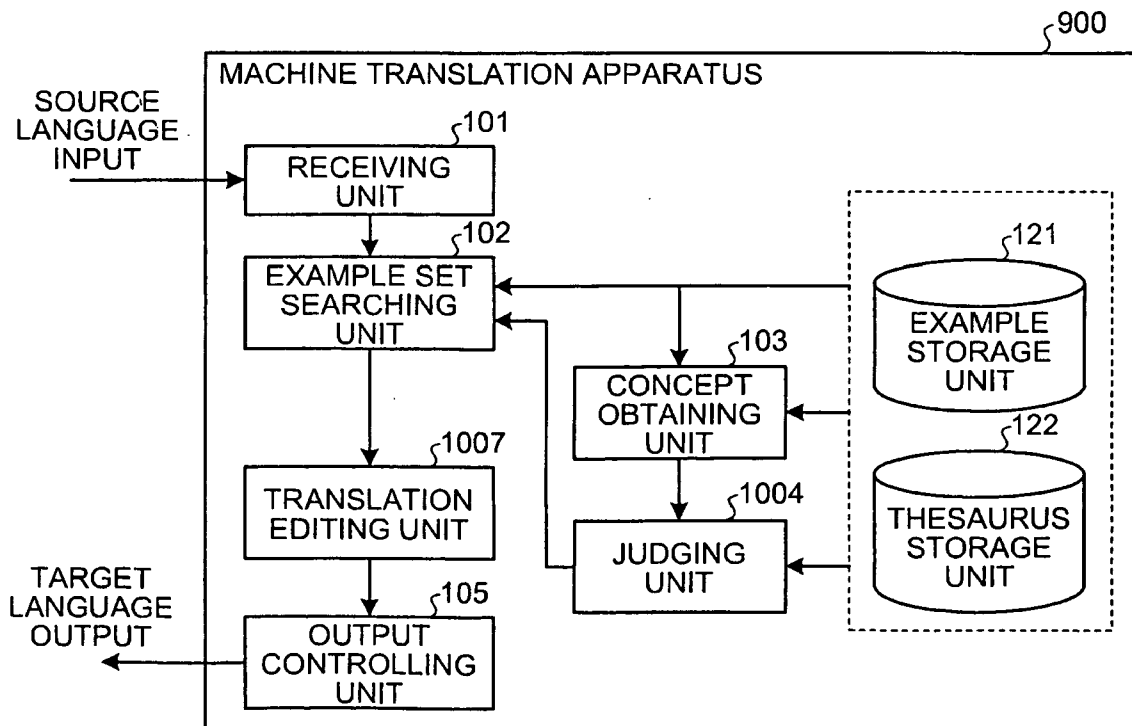 900
MACHINE TRANSLATION APPARATUS
SOURCE
LANGUAGE
INPUT
101
RECEIVING
UNIT
102
EXAMPLE SET
SEARCHING
UNIT
121
EXAMPLE
STORAGE
UNIT
103
CONCEPT
OBTAINING
UNIT
122
THESAURUS
STORAGE
UNIT
1007
TRANSLATION
EDITING UNIT
1004
JUDGING
UNIT
TARGET
LANGUAGE
OUTPUT
105
OUTPUT
CONTROLLING
UNIT